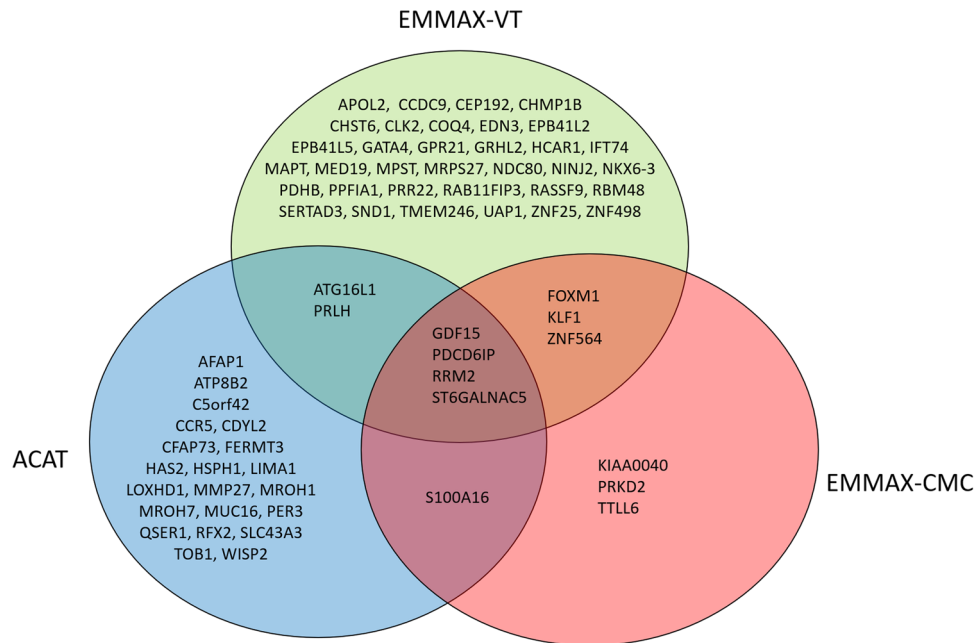 EMMAX-VT
APOL2, CCDC9, CEP192, CHMP1B
CHST6, CLK2, COQ4, EDN3, EPB41L2
EPB41L5, GATA4, GPR21, GRHL2, HCAR1, IFT74
MAPT, MED19, MPST, MRPS27, NDC80, NINJ2, NKX6-3
PDHB, PPFIA1, PRR22, RAB11FIP3, RASSF9, RBM48
SERTAD3, SND1, TMEM246, UAP1, ZNF25, ZNF498
ATG16L1
PRLH
FOXM1
KLF1
ZNF564
GDF15
PDCD6IP
RRM2
ST6GALNAC5
ACAT
AFAP1
ATP8B2
C5orf42
CCR5, CDYL2
CFAP73, FERMT3
HAS2, HSPH1, LIMA1
LOXHD1, MMP27, MROH1
MROH7, MUC16, PER3
QSER1, RFX2, SLC43A3
TOB1, WISP2
S100A16
KIAA0040
PRKD2
TTLL6
EMMAX-CMC